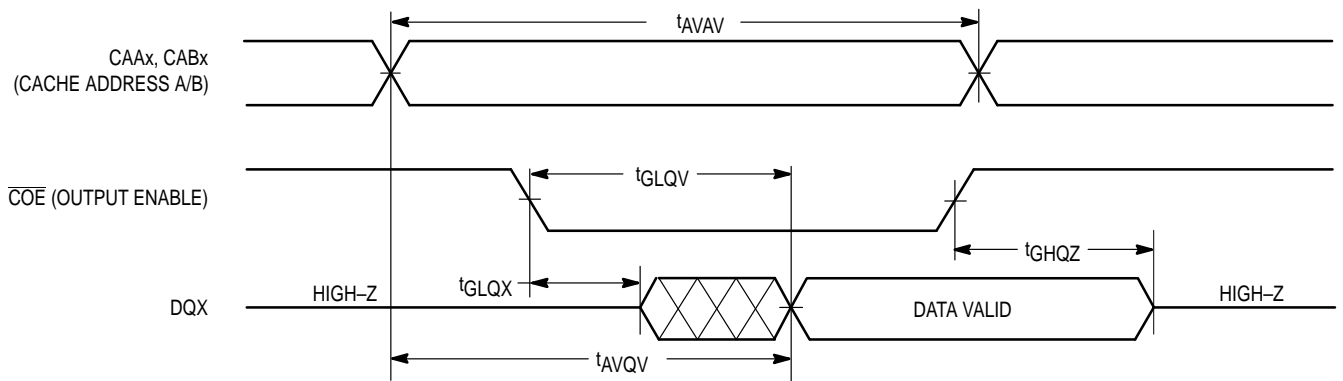 tAVAV
CAAx, CABx
(CACHE ADDRESS A/B)
tGLQV
COE (OUTPUT ENABLE)
tGHQZ
tGLQX
DQX
HIGH–Z
DATA VALID
HIGH–Z
tAVQV